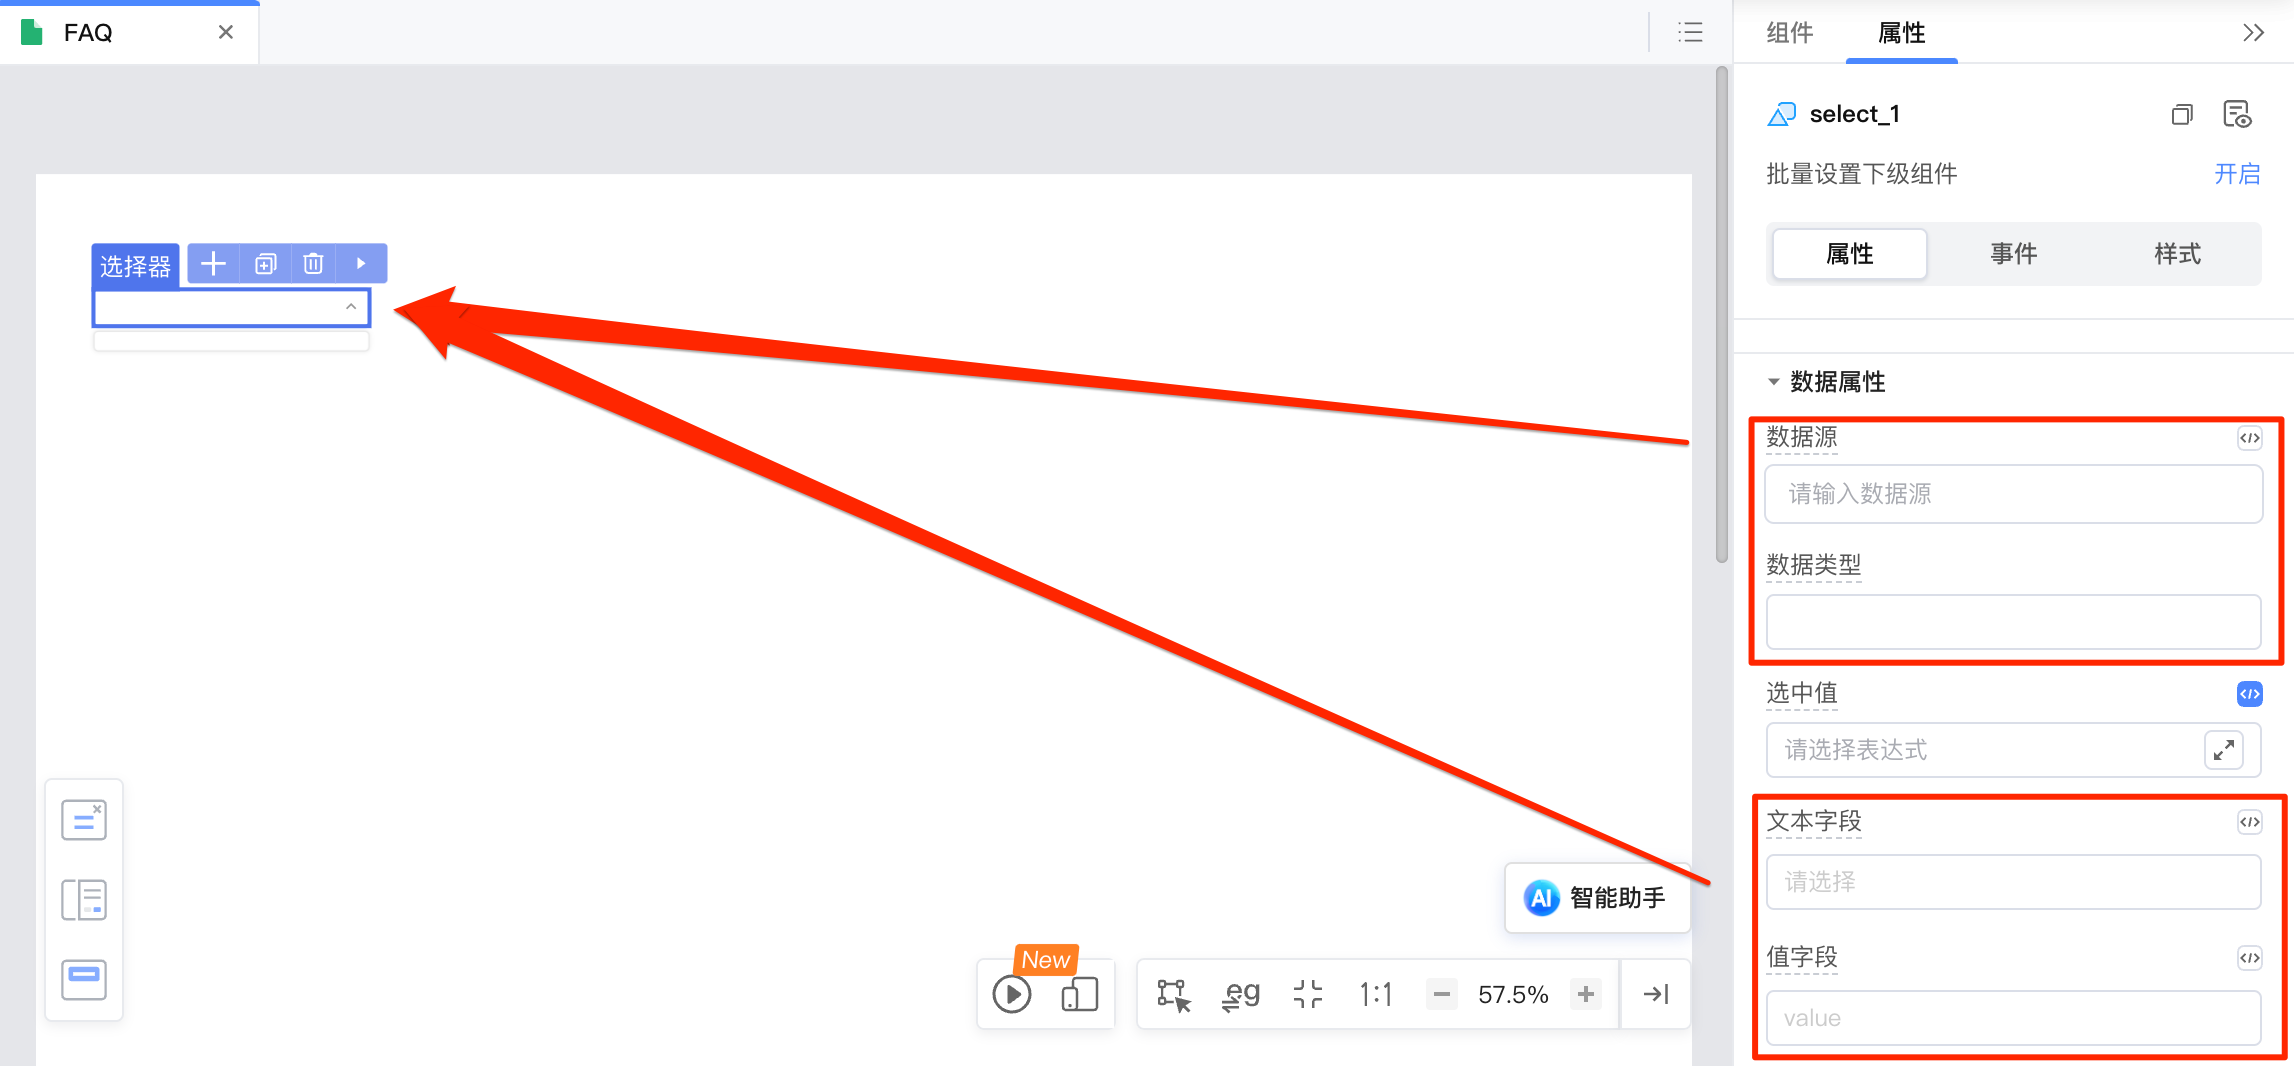 FAQ
组件
属性
select_1
批量设置下级组件
开启
属性
事件
样式
数据属性
数据源
请输入数据源
数据类型
选中值
请选择表达式
文本字段
请选择
值字段
value
选择器
AI 智能助手
New
eg
1:1
57.5%